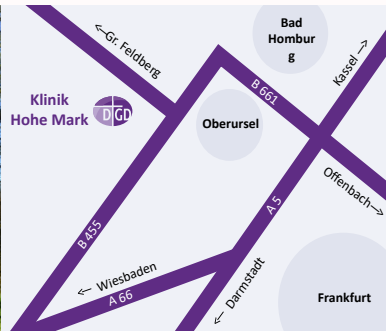 Bad
Hombur
g
←Gr. Feldberg
Kassel→
Klinik
Hohe Mark
DGD
B 661
Oberursel
Offenbach→
A 5
B 455
←Wiesbaden
A 66
←Darmstadt
Frankfurt